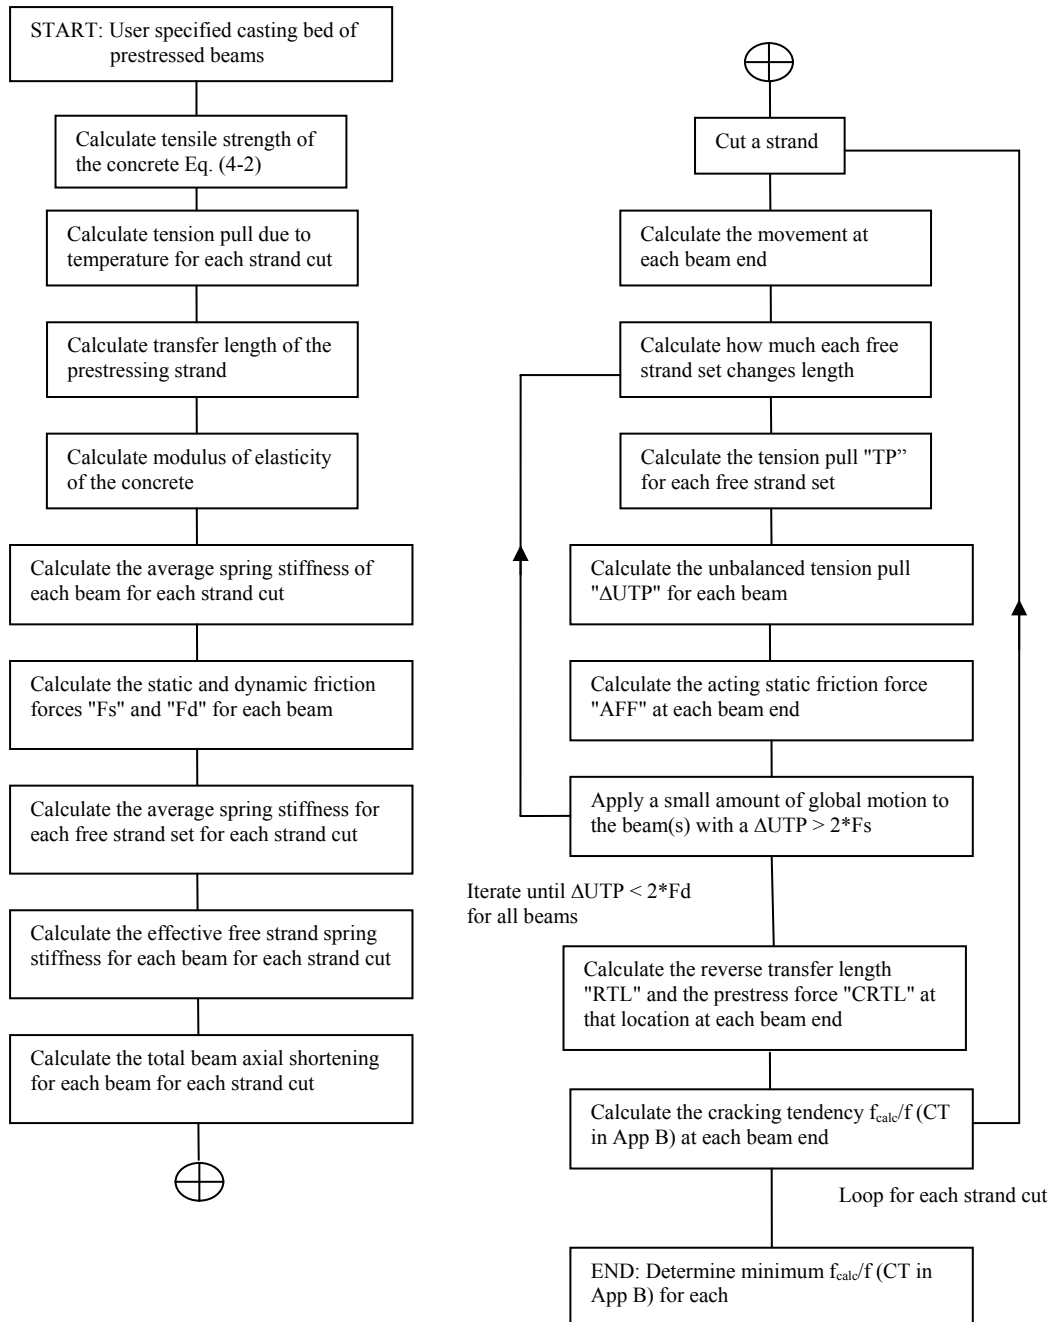 START: User specified casting bed of
prestressed beams
Calculate tensile strength of
the concrete Eq. (4-2)
Calculate tension pull due to
temperature for each strand cut
Calculate transfer length of the
prestressing strand
Calculate modulus of elasticity
of the concrete
Calculate the average spring stiffness of
each beam for each strand cut
Calculate the static and dynamic friction
forces "Fs" and "Fd" for each beam
Calculate the average spring stiffness for
each free strand set for each strand cut
Calculate the effective free strand spring
stiffness for each beam for each strand cut
Calculate the total beam axial shortening
for each beam for each strand cut
Cut a strand
Calculate the movement at
each beam end
Calculate how much each free
strand set changes length
Calculate the tension pull "TP”
for each free strand set
Calculate the unbalanced tension pull
"ΔUTP" for each beam
Calculate the acting static friction force
"AFF" at each beam end
Apply a small amount of global motion to
the beam(s) with a ΔUTP > 2*Fs
Iterate until ΔUTP < 2*Fd
for all beams
Calculate the reverse transfer length
"RTL" and the prestress force "CRTL" at
that location at each beam end
Calculate the cracking tendency fcalc/f (CT
in App B) at each beam end
Loop for each strand cut
END: Determine minimum fcalc/f (CT in
App B) for each